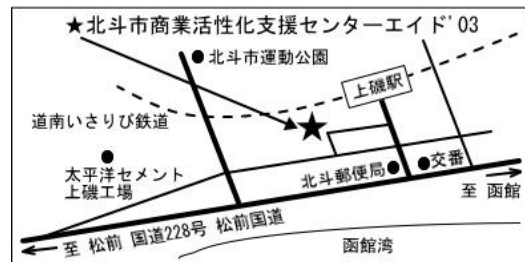 ★北斗市商業活性化支援センターエイド'03
北斗市運動公園
上磯駅
道南いさりび鉄道
太平洋セメント
上磯工場
北斗郵便局
交番
至 函館
至 松前 国道228号 松前国道
函館湾